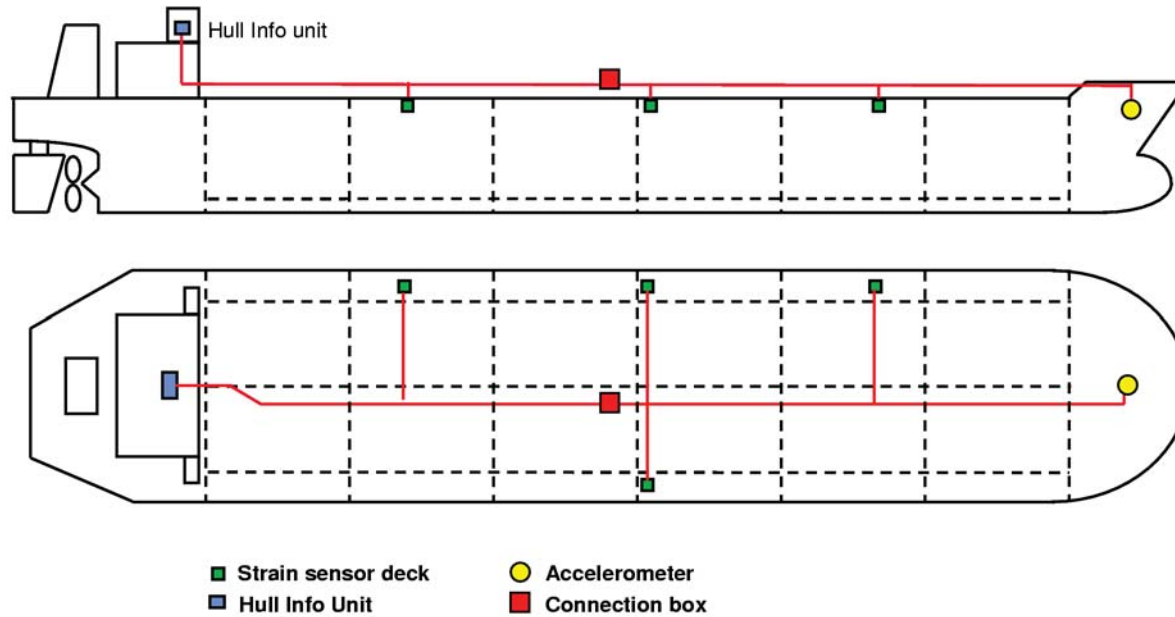 Hull Info unit
Strain sensor deck
Accelerometer
Hull Info Unit
Connection box